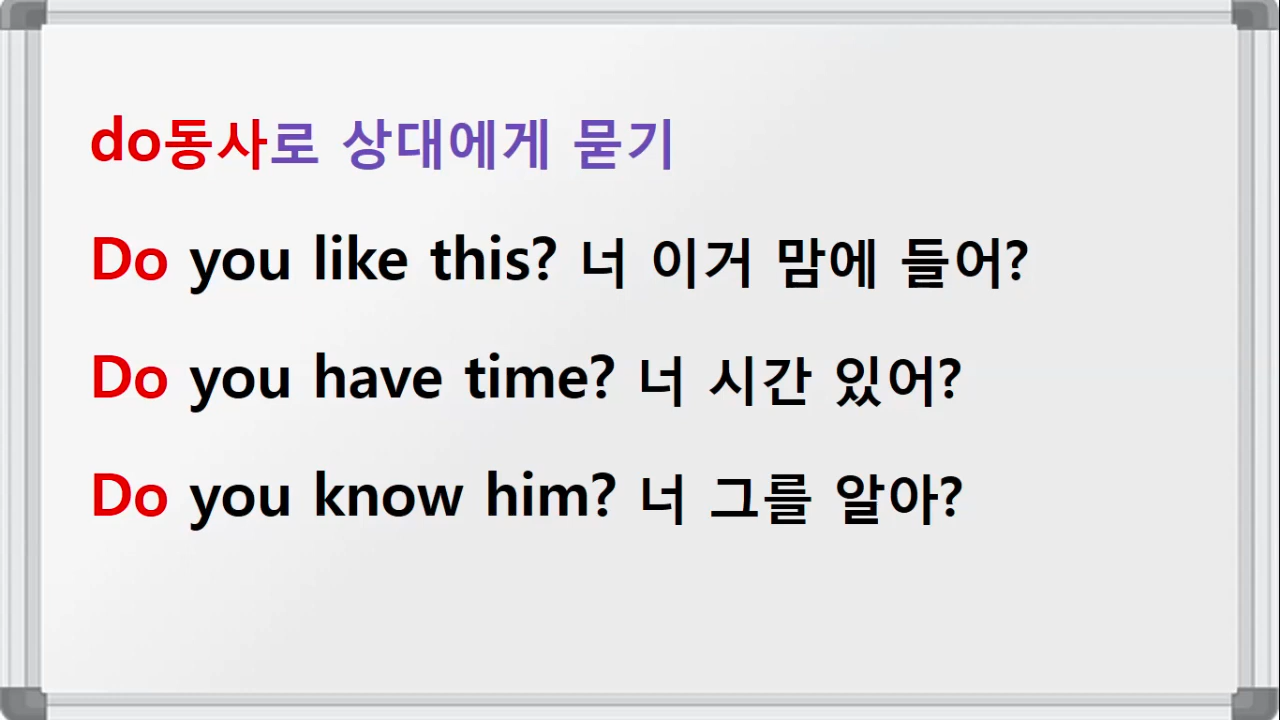 do동사로 상대에게 묻기
Do you like this? 너 이거 맘에 들어?
Do you have time? 너 시간 있어?
Do you know him? 너 그를 알아?